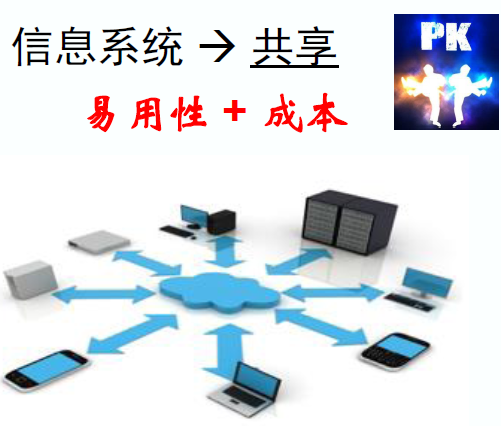 信息系统 → 共享
PK
易用性 + 成本